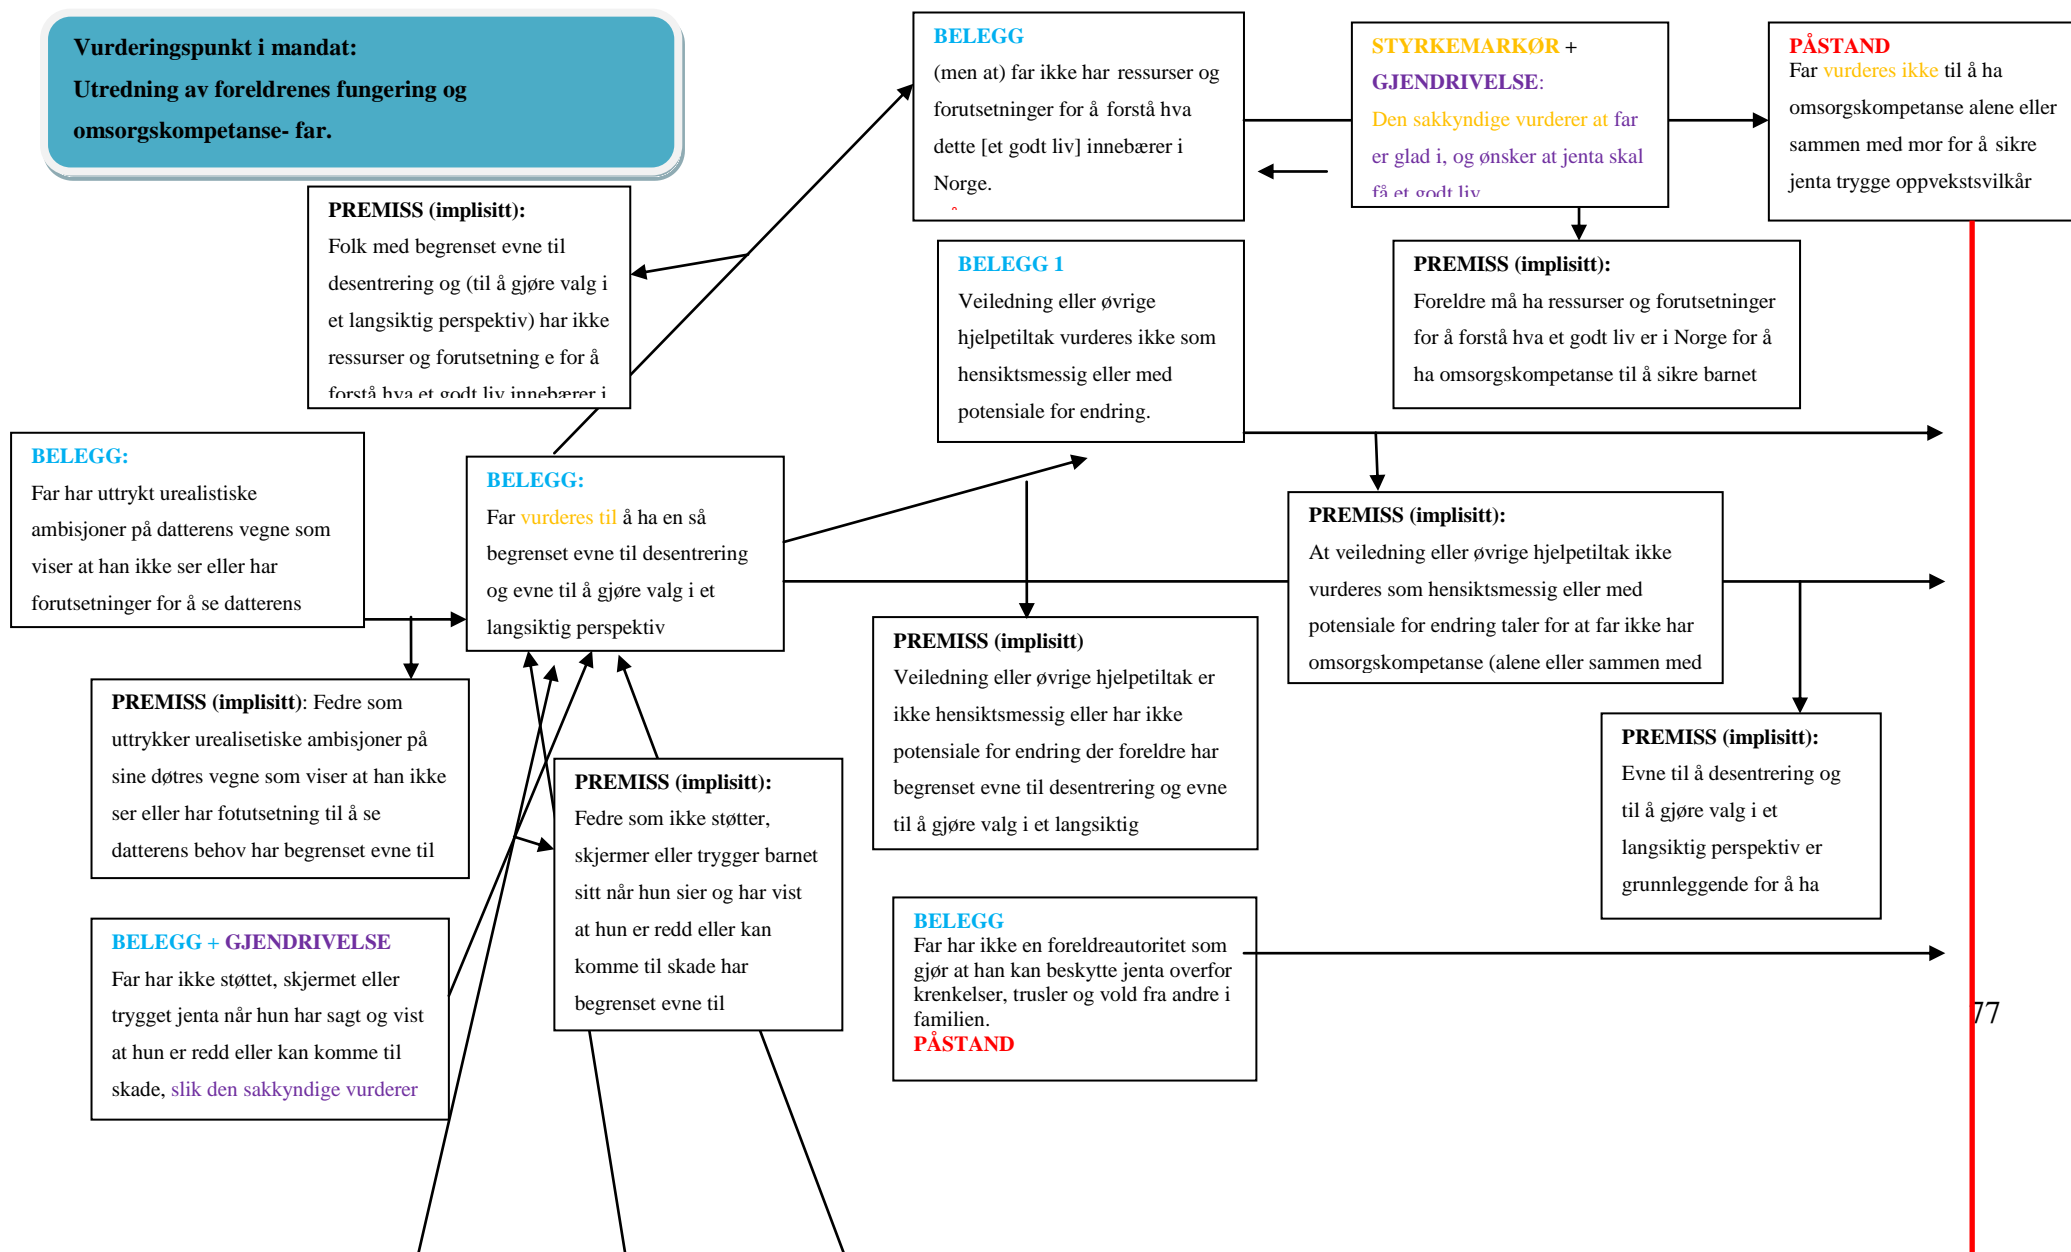 Vurderingspunkt i mandat:
Utredning av foreldrenes fungering og
omsorgskompetanse- far.
BELEGG
(men at) far ikke har ressurser og
forutsetninger for å forstå hva
dette [et godt liv] innebærer i
Norge.
STYRKEMARKØR +
GJENDRIVELSE:
Den sakkyndige vurderer at far
er glad i, og ønsker at jenta skal
få et godt liv
PÅSTAND
Far vurderes ikke til å ha
omsorgskompetanse alene eller
sammen med mor for å sikre
jenta trygge oppvekstsvilkår
PREMISS (implisitt):
Folk med begrenset evne til
desentrering og (til å gjøre valg i
et langsiktig perspektiv) har ikke
ressurser og forutsetning e for å
forstå hva et godt liv innebærer i
BELEGG 1
Veiledning eller øvrige
hjelpetiltak vurderes ikke som
hensiktsmessig eller med
potensiale for endring.
PREMISS (implisitt):
Foreldre må ha ressurser og forutsetninger
for å forstå hva et godt liv er i Norge for å
ha omsorgskompetanse til å sikre barnet
BELEGG:
Far har uttrykt urealistiske
ambisjoner på datterens vegne som
viser at han ikke ser eller har
forutsetninger for å se datterens
BELEGG:
Far vurderes til å ha en så
begrenset evne til desentrering
og evne til å gjøre valg i et
langsiktig perspektiv
PREMISS (implisitt):
At veiledning eller øvrige hjelpetiltak ikke
vurderes som hensiktsmessig eller med
potensiale for endring taler for at far ikke har
omsorgskompetanse (alene eller sammen med
PREMISS (implisitt)
Veiledning eller øvrige hjelpetiltak er
ikke hensiktsmessig eller har ikke
potensiale for endring der foreldre har
begrenset evne til desentrering og evne
til å gjøre valg i et langsiktig
PREMISS (implisitt): Fedre som
uttrykker urealisetiske ambisjoner på
sine døtres vegne som viser at han ikke
ser eller har fotutsetning til å se
datterens behov har begrenset evne til
PREMISS (implisitt):
Evne til å desentrering og
til å gjøre valg i et
langsiktig perspektiv er
grunnleggende for å ha
PREMISS (implisitt):
Fedre som ikke støtter,
skjermer eller trygger barnet
sitt når hun sier og har vist
at hun er redd eller kan
komme til skade har
begrenset evne til
BELEGG + GJENDRIVELSE
Far har ikke støttet, skjermet eller
trygget jenta når hun har sagt og vist
at hun er redd eller kan komme til
skade, slik den sakkyndige vurderer
BELEGG
Far har ikke en foreldreautoritet som
gjør at han kan beskytte jenta overfor
krenkelser, trusler og vold fra andre i
familien.
PÅSTAND
77